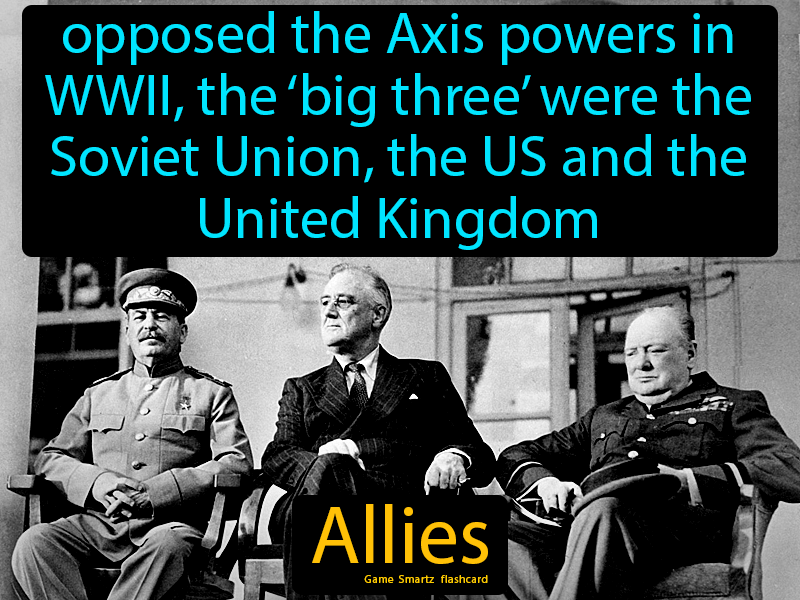 opposed the Axis powers in
WWII, the ‘big three’ were the
Soviet Union, the US and the
United Kingdom
Allies
Game Smartz flashcard